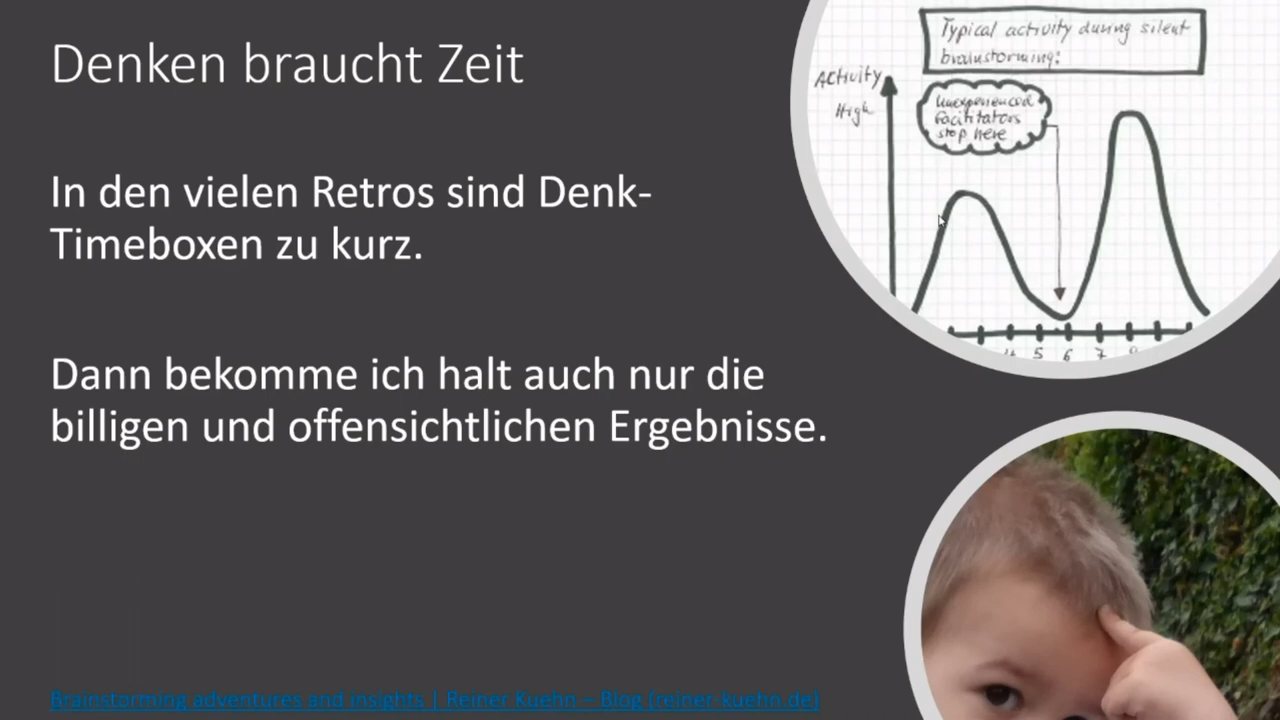 Denken braucht Zeit
In den vielen Retros sind Denk-
Timeboxen zu kurz.
Dann bekomme ich halt auch nur die
billigen und offensichtlichen Ergebnisse.
Brainstorming adventures and insights | Reiner Kuehn – Blog (reiner-kuehn.de)
Typical activity during silent
brainstorming:
Activity
High
Unexperienced
Facilitators
stop here
5 6 7